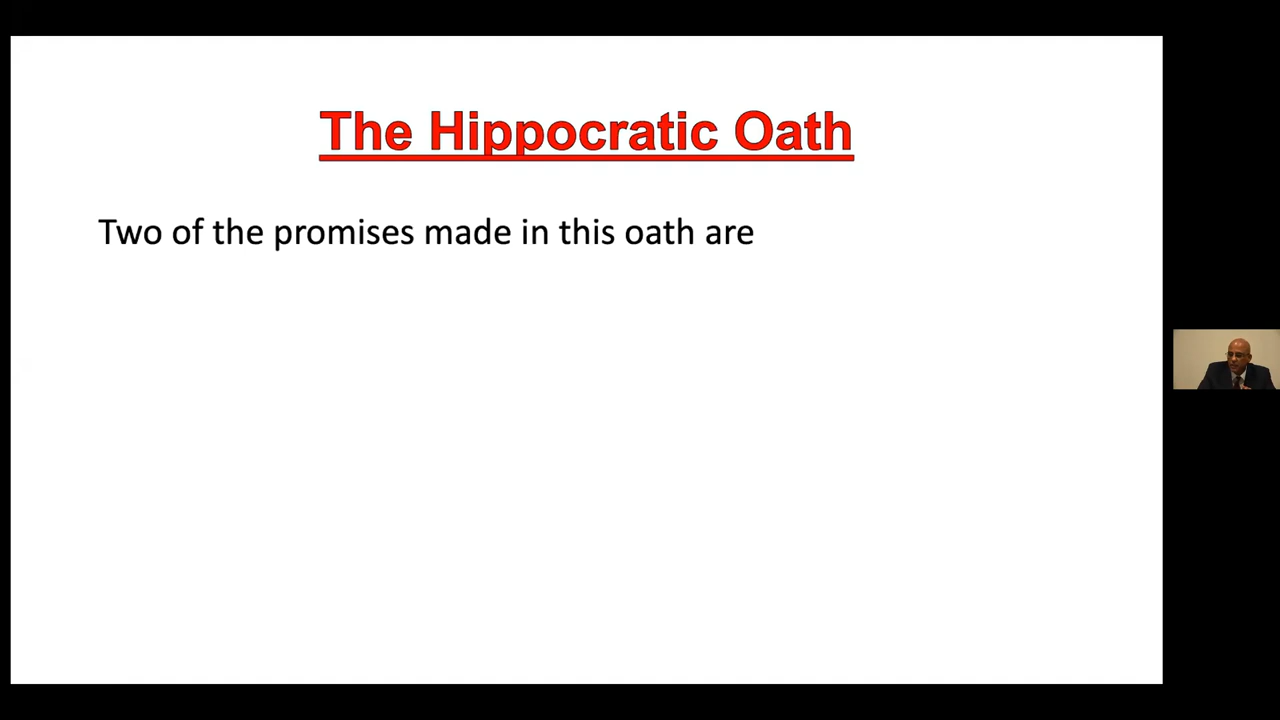 The Hippocratic Oath
Two of the promises made in this oath are